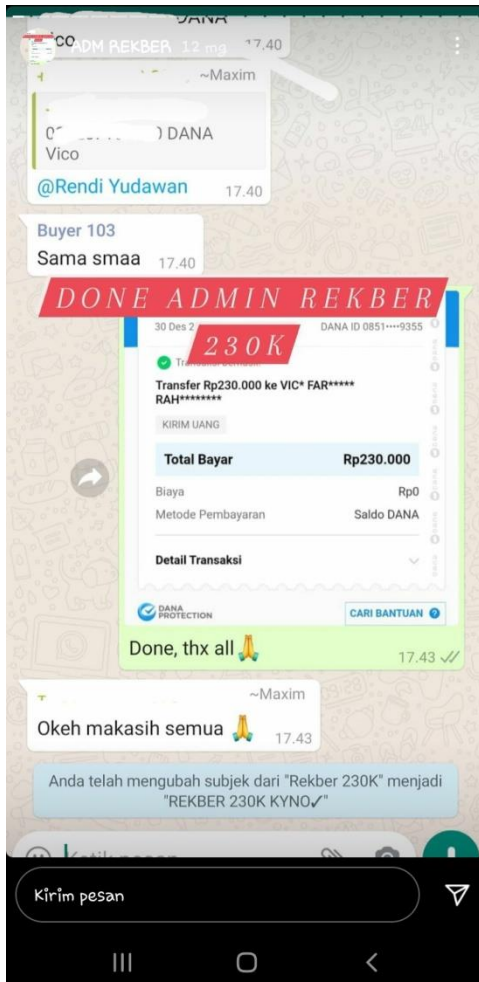 DANA
Vico
ADM REKBER 12 mg
17.40
~Maxim
DANA
Vico
@Rendi Yudawan
17.40
Buyer 103
Sama smaa
17.40
DONE ADMIN REKBER
230K
30 Des 2
DANA ID 0851••••9355
Transfer Rp230.000 ke VIC* FAR*****
RAH********
KIRIM UANG
Total Bayar Rp230.000
Biaya Rp0
Metode Pembayaran Saldo DANA
Detail Transaksi
DANA
PROTECTION
CARI BANTUAN
Done, thx all🙏
17.43
~Maxim
Okeh makasih semua 🙏
17.43
Anda telah mengubah subjek dari "Rekber 230K" menjadi
"REKBER 230K KYNO✓"
Kirim pesan